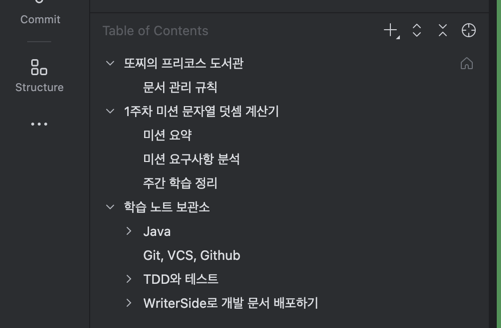 Commit
Structure
Table of Contents
또찌의 프리코스 도서관
문서 관리 규칙
1주차 미션 문자열 덧셈 계산기
미션 요약
미션 요구사항 분석
주간 학습 정리
학습 노트 보관소
Java
Git, VCS, Github
TDD와 테스트
WriterSide로 개발 문서 배포하기